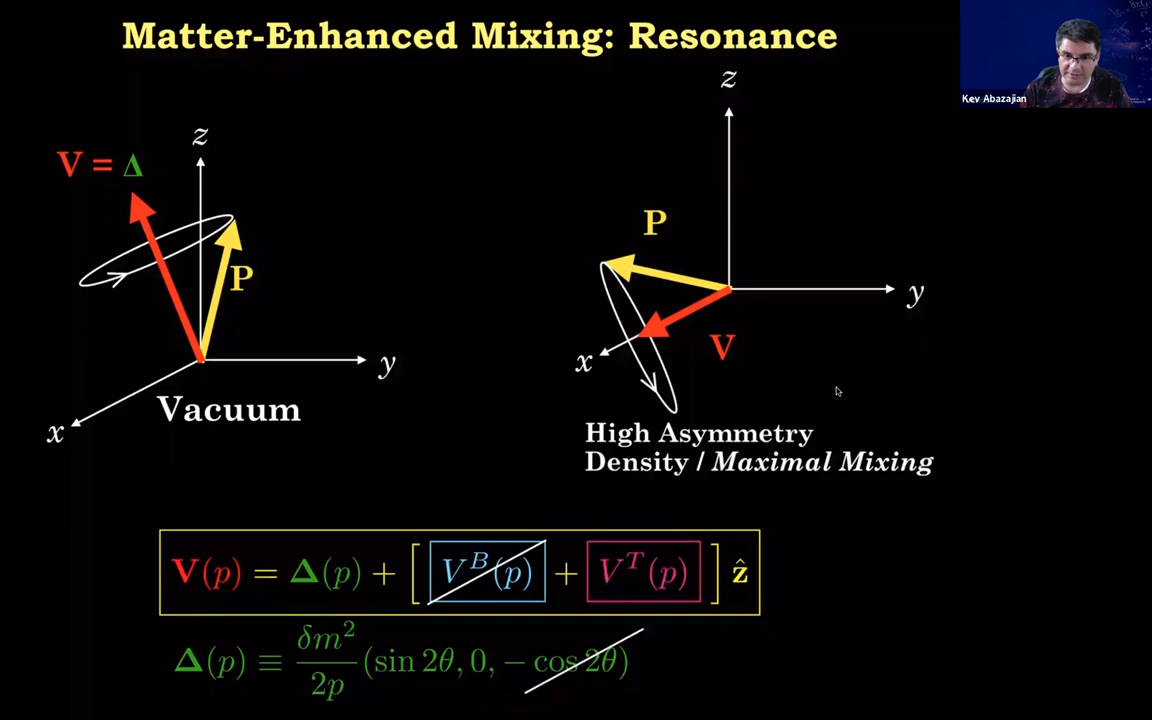 Matter-Enhanced Mixing: Resonance
Kev Abazajian
z
V = Δ
P
y
x
Vacuum
z
P
y
V
x
High Asymmetry
Density / Maximal Mixing
V(p) = Δ(p) + [ V^B(p) + V^T(p) ] ẑ
Δ(p) ≡ δm²/2p (sin 2θ, 0, − cos 2θ)